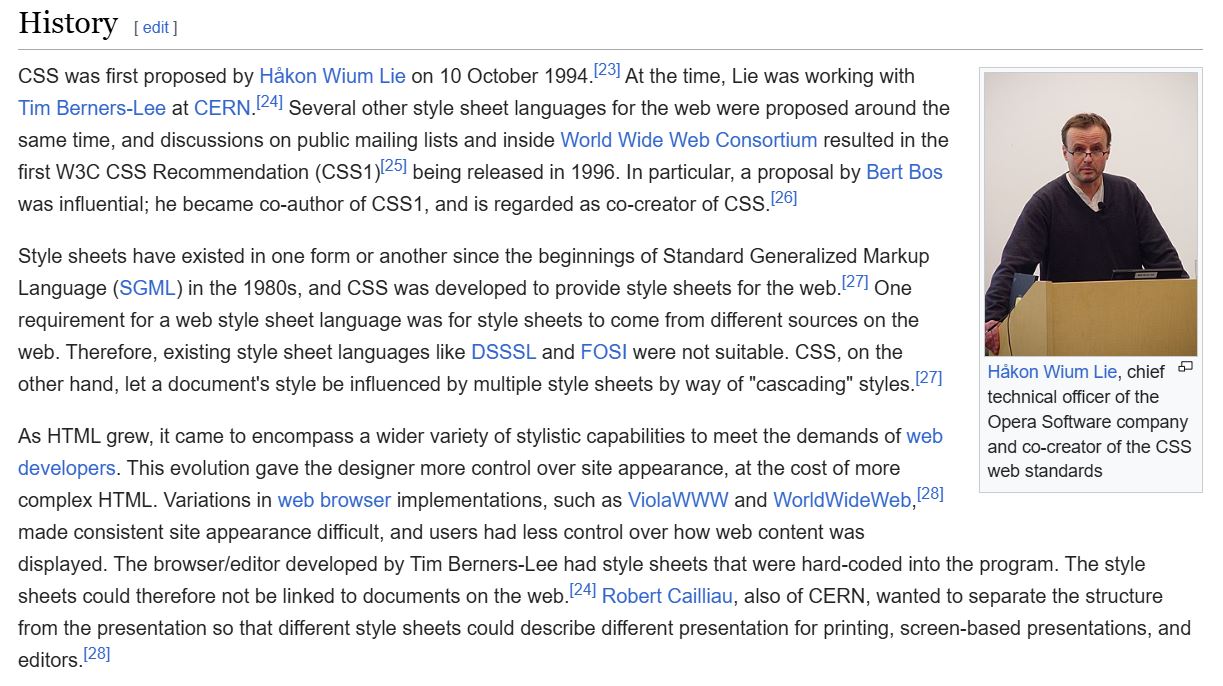 History [ edit ]
CSS was first proposed by Håkon Wium Lie on 10 October 1994.[23] At the time, Lie was working with
Tim Berners-Lee at CERN.[24] Several other style sheet languages for the web were proposed around the
same time, and discussions on public mailing lists and inside World Wide Web Consortium resulted in the
first W3C CSS Recommendation (CSS1)[25] being released in 1996. In particular, a proposal by Bert Bos
was influential; he became co-author of CSS1, and is regarded as co-creator of CSS.[26]
Style sheets have existed in one form or another since the beginnings of Standard Generalized Markup
Language (SGML) in the 1980s, and CSS was developed to provide style sheets for the web.[27] One
requirement for a web style sheet language was for style sheets to come from different sources on the
web. Therefore, existing style sheet languages like DSSSL and FOSI were not suitable. CSS, on the
other hand, let a document's style be influenced by multiple style sheets by way of "cascading" styles.[27]
As HTML grew, it came to encompass a wider variety of stylistic capabilities to meet the demands of web
developers. This evolution gave the designer more control over site appearance, at the cost of more
complex HTML. Variations in web browser implementations, such as ViolaWWW and WorldWideWeb,[28]
made consistent site appearance difficult, and users had less control over how web content was
displayed. The browser/editor developed by Tim Berners-Lee had style sheets that were hard-coded into the program. The style
sheets could therefore not be linked to documents on the web.[24] Robert Cailliau, also of CERN, wanted to separate the structure
from the presentation so that different style sheets could describe different presentation for printing, screen-based presentations, and
editors.[28]
Håkon Wium Lie, chief
technical officer of the
Opera Software company
and co-creator of the CSS
web standards